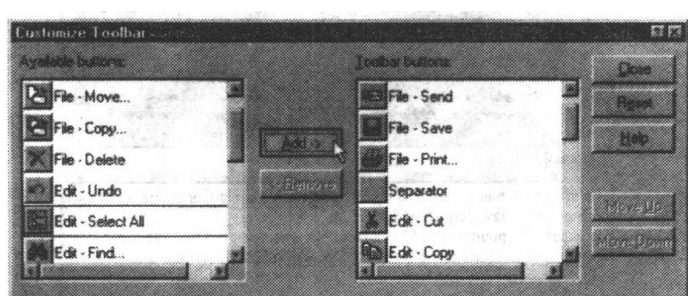 Customize Toolbar
Available buttons:
File - Move...
File - Copy...
File - Delete
Edit - Undo
Edit - Select All
Edit - Find...
Add ->
<- Remove
Toolbar buttons:
File - Send
File - Save
File - Print...
Separator
Edit - Cut
Edit - Copy
Close
Reset
Help
Move Up
Move Down